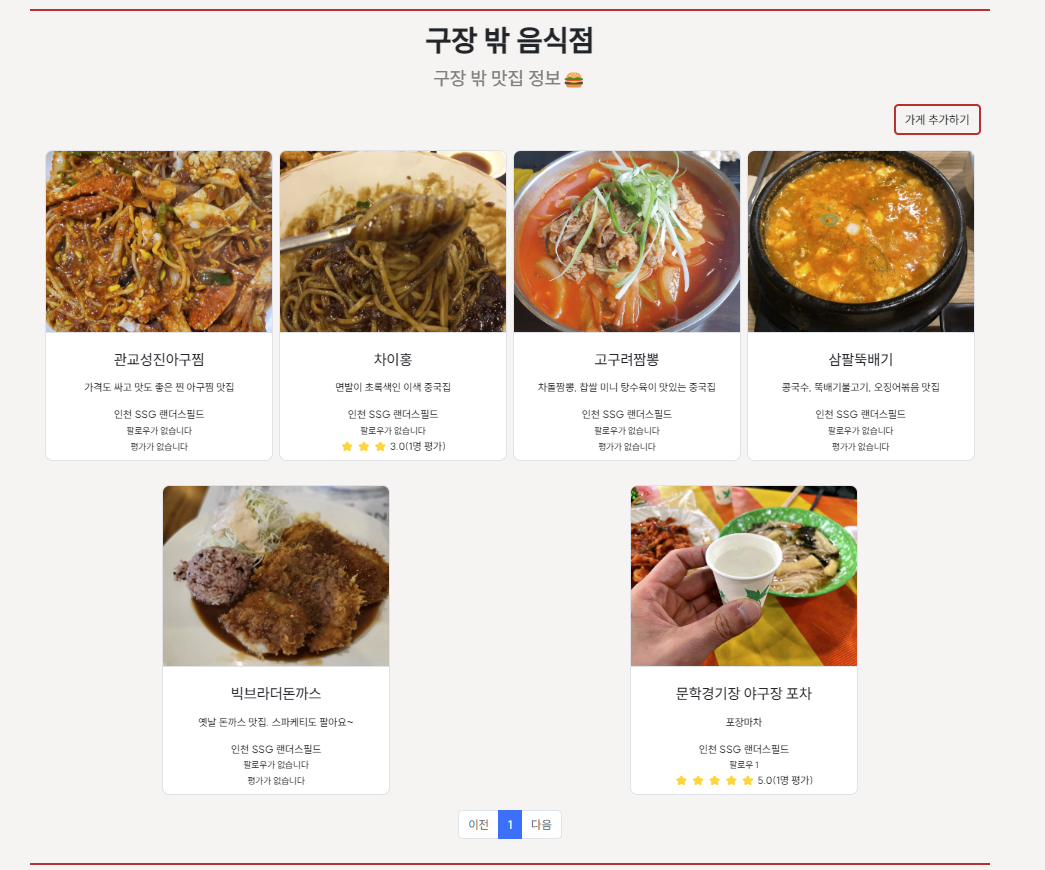 구장 밖 음식점
구장 밖 맛집 정보
가게 추가하기
관교성진아구찜
가격도 싸고 맛도 좋은 찐 아구찜 맛집
인천 SSG 랜더스필드
팔로우가 없습니다
평가가 없습니다
차이홍
면발이 초록색인 이색 중국집
인천 SSG 랜더스필드
팔로우가 없습니다
3.0(1명 평가)
고구려짬뽕
차돌짬뽕, 찹쌀 미니 탕수육이 맛있는 중국집
인천 SSG 랜더스필드
팔로우가 없습니다
평가가 없습니다
삼팔뚝배기
콩국수, 뚝배기불고기, 오징어볶음 맛집
인천 SSG 랜더스필드
팔로우가 없습니다
평가가 없습니다
빅브라더돈까스
옛날 돈까스 맛집. 스파케티도 팔아요~
인천 SSG 랜더스필드
팔로우가 없습니다
평가가 없습니다
문학경기장 야구장 포차
포장마차
인천 SSG 랜더스필드
팔로우 1
5.0(1명 평가)
이전 1 다음